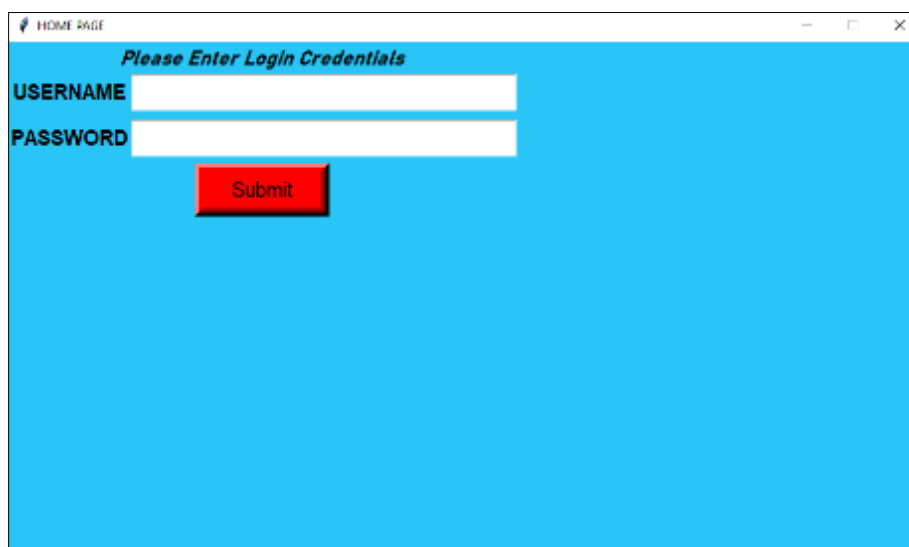 HOME PAGE
Please Enter Login Credentials
USERNAME
PASSWORD
Submit